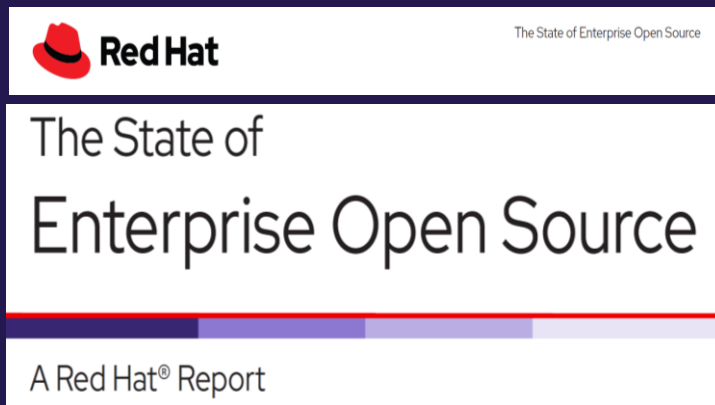 Red Hat
The State of Enterprise Open Source
The State of
Enterprise Open Source
A Red Hat® Report